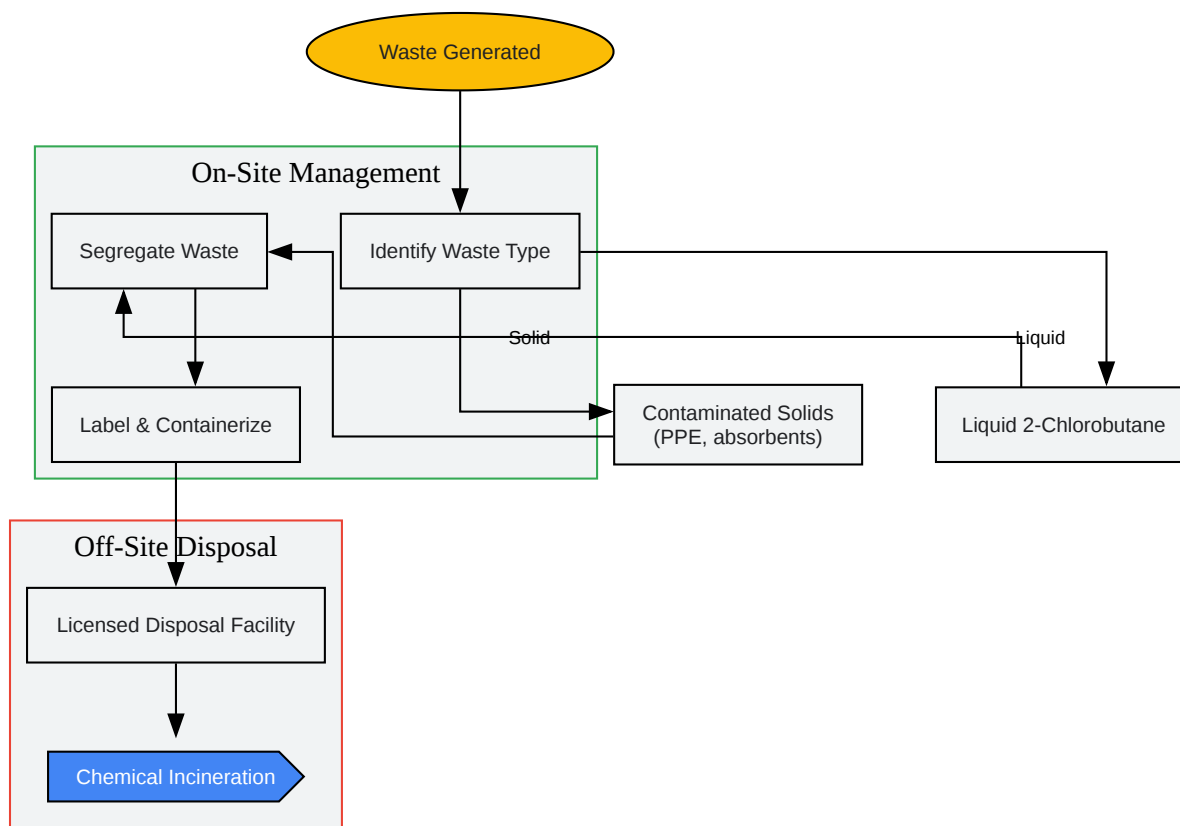 Waste Generated
On-Site Management
Segregate Waste
Identify Waste Type
Solid
Liquid
Label & Containerize
Contaminated Solids
(PPE, absorbents)
Liquid 2-Chlorobutane
Off-Site Disposal
Licensed Disposal Facility
Chemical Incineration